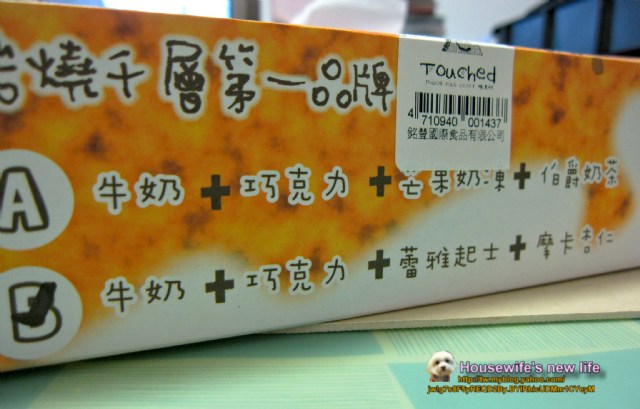 岩燒千層第一品牌
Touched
4 710940 001437
銘豐國際食品有限公司
A 牛奶+巧克力+芒果奶凍+伯爵奶茶
B 牛奶+巧克力+蕾雅起士+摩卡杏仁
Housewife's new life